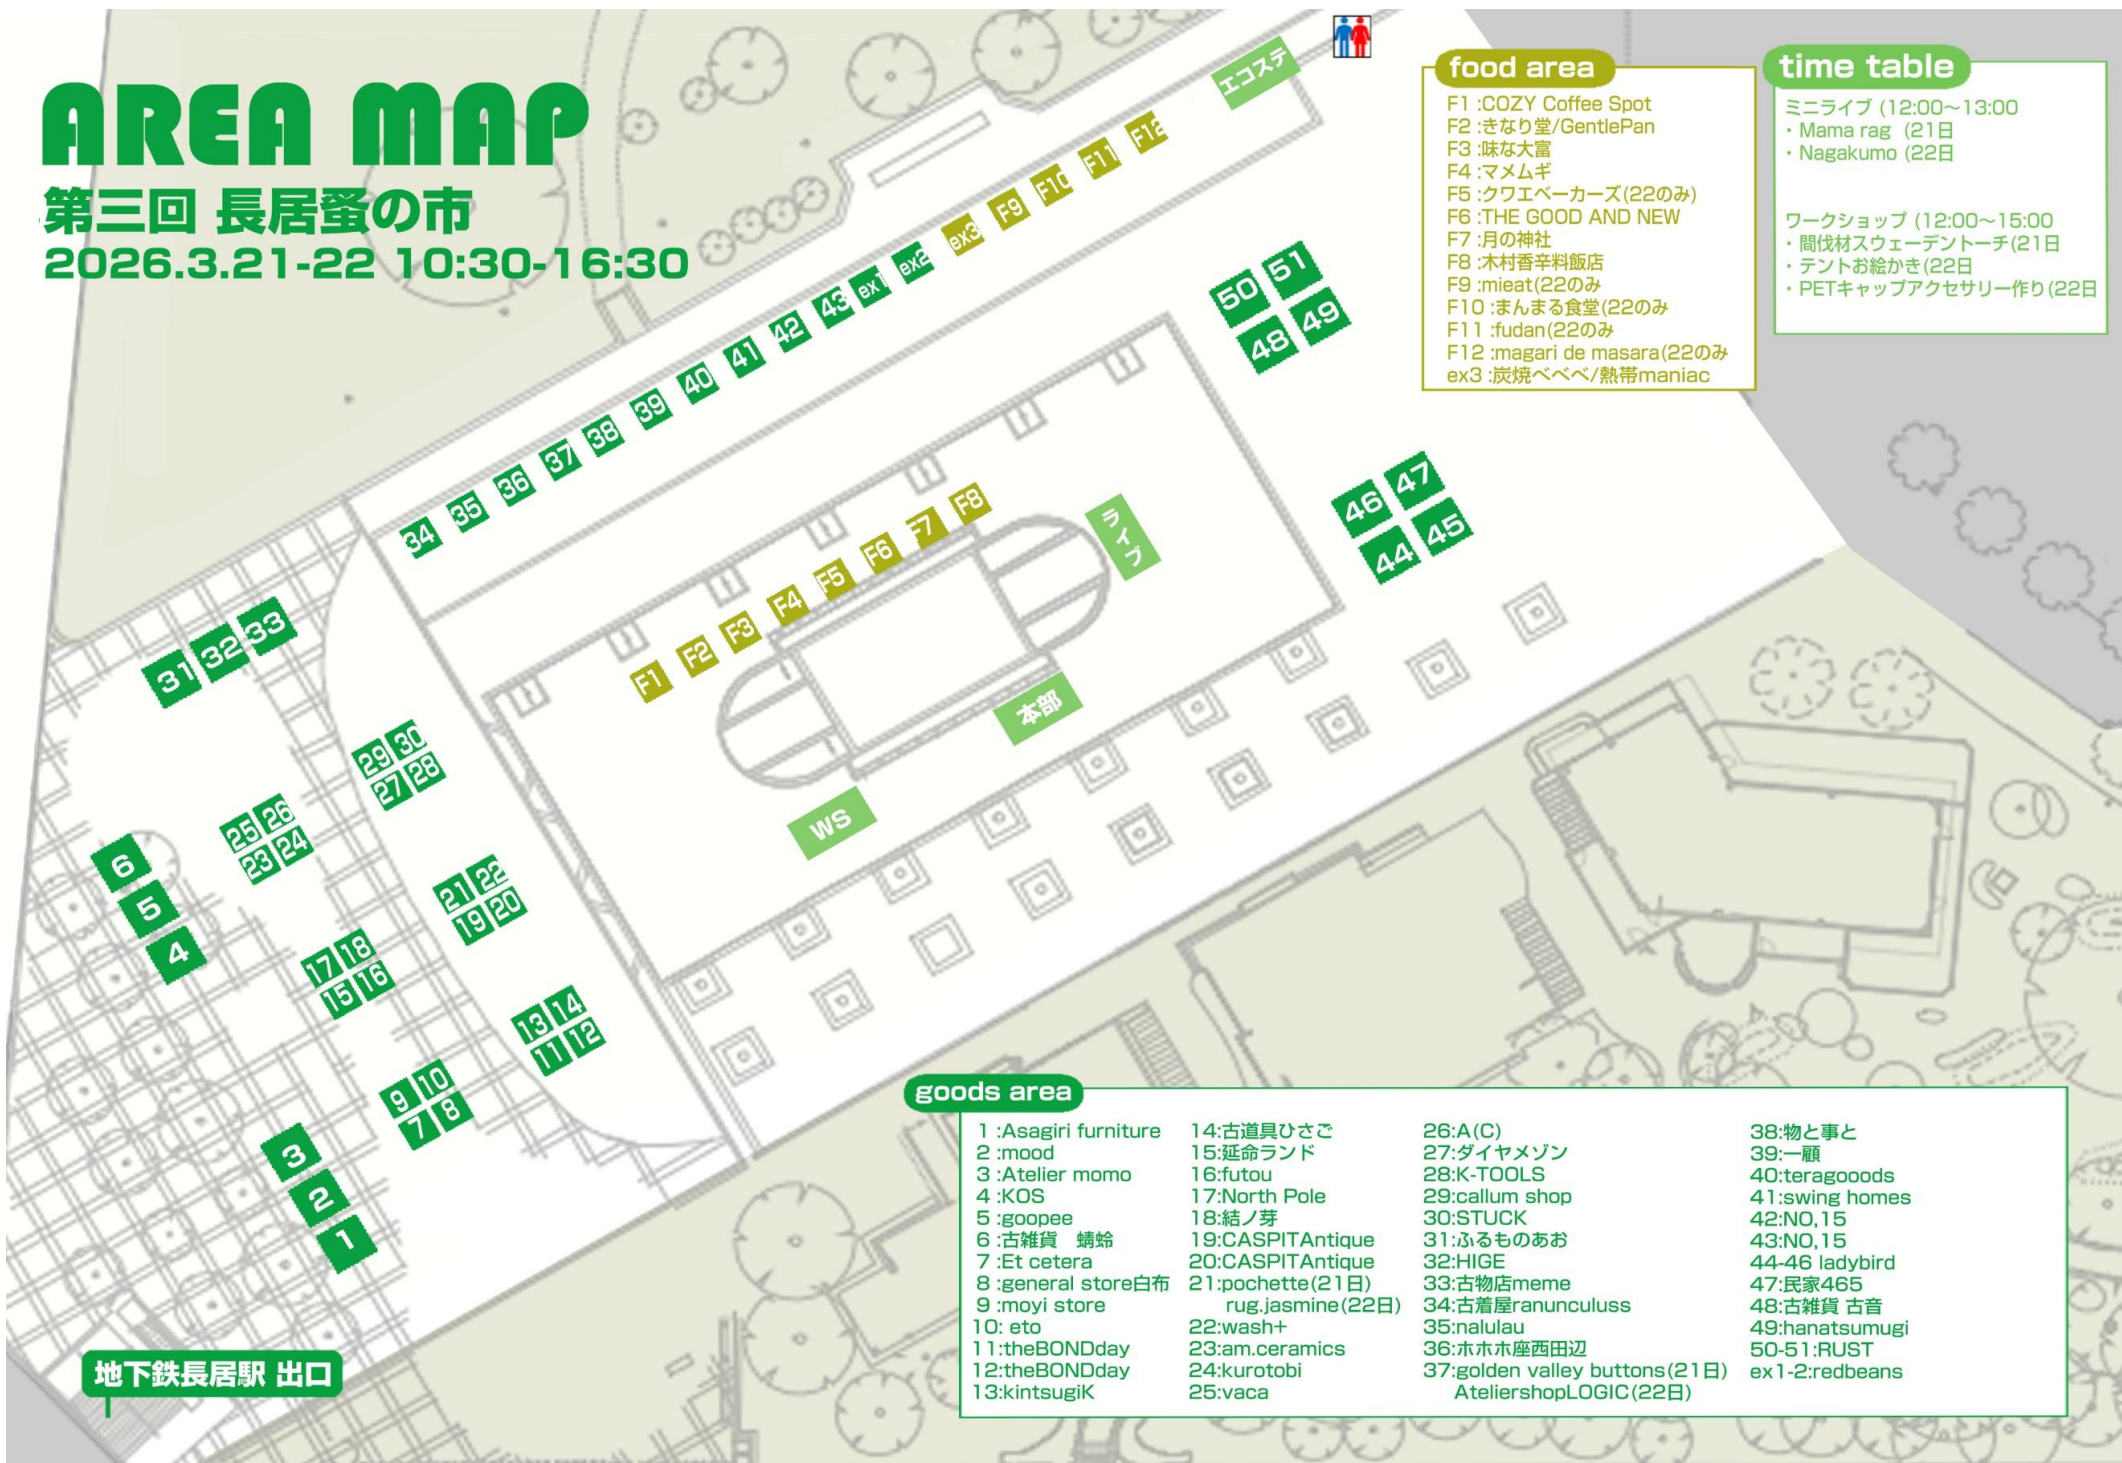 AREA MAP
第三回 長居蚤の市
2026.3.21-22 10:30-16:30
food area
F1 :COZY Coffee Spot
F2 :きなり堂/GentlePan
F3 :味な大富
F4 :マメムギ
F5 :クワエベーカーズ(22のみ)
F6 :THE GOOD AND NEW
F7 :月の神社
F8 :木村香辛料飯店
F9 :mieat(22のみ
F10 :まんまる食堂(22のみ
F11 :fudan(22のみ
F12 :magari de masara(22のみ
ex3 :炭焼べべべ/熱帯maniac
time table
ミニライブ (12:00〜13:00
・Mama rag (21日
・Nagakumo (22日
ワークショップ (12:00〜15:00
・間伐材スウェーデントーチ(21日
・テントお絵かき(22日
・PETキャップアクセサリー作り(22日
エコステ
F12
F11
F10
F9
ex3
ex2
ex1
43
42
41
40
39
38
37
36
35
34
50 51
48 49
46 47
44 45
F8
F7
F6
F5
F4
F3
F2
F1
ライブ
本部
WS
31 32 33
29 30
27 28
25 26
23 24
21 22
19 20
17 18
15 16
13 14
11 12
9 10
7 8
6
5
4
3
2
1
地下鉄長居駅 出口
goods area
1 :Asagiri furniture
2 :mood
3 :Atelier momo
4 :KOS
5 :goopee
6 :古雑貨　蜻蛉
7 :Et cetera
8 :general store白布
9 :moyi store
10: eto
11:theBONDday
12:theBONDday
13:kintsugiK
14:古道具ひさご
15:延命ランド
16:futou
17:North Pole
18:結ノ芽
19:CASPITAntique
20:CASPITAntique
21:pochette(21日)
rug.jasmine(22日)
22:wash+
23:am.ceramics
24:kurotobi
25:vaca
26:A(C)
27:ダイヤメゾン
28:K-TOOLS
29:callum shop
30:STUCK
31:ふるものあお
32:HIGE
33:古物店meme
34:古着屋ranunculuss
35:nalulau
36:ホホホ座西田辺
37:golden valley buttons(21日)
AteliershopLOGIC(22日)
38:物と事と
39:一顧
40:teragooods
41:swing homes
42:NO,15
43:NO,15
44-46 ladybird
47:民家465
48:古雑貨 古音
49:hanatsumugi
50-51:RUST
ex1-2:redbeans